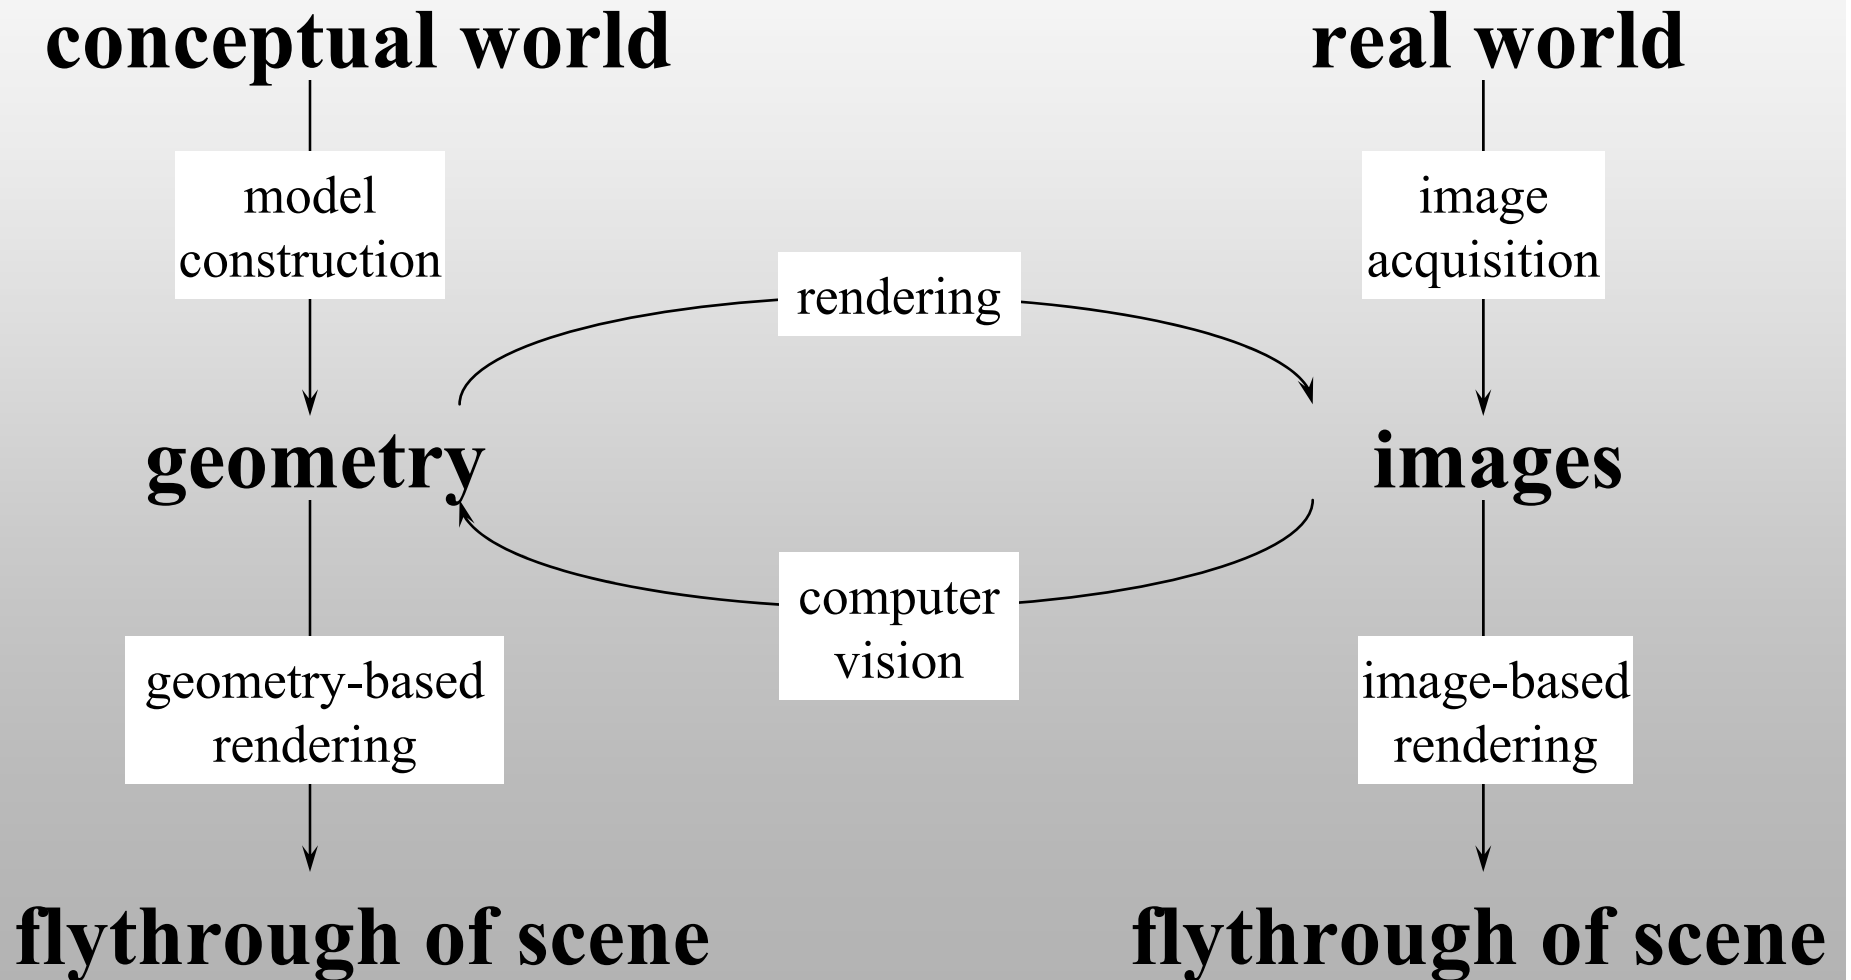 conceptual world
real world
model
construction
image
acquisition
rendering
geometry
images
computer
vision
geometry-based
rendering
image-based
rendering
flythrough of scene
flythrough of scene